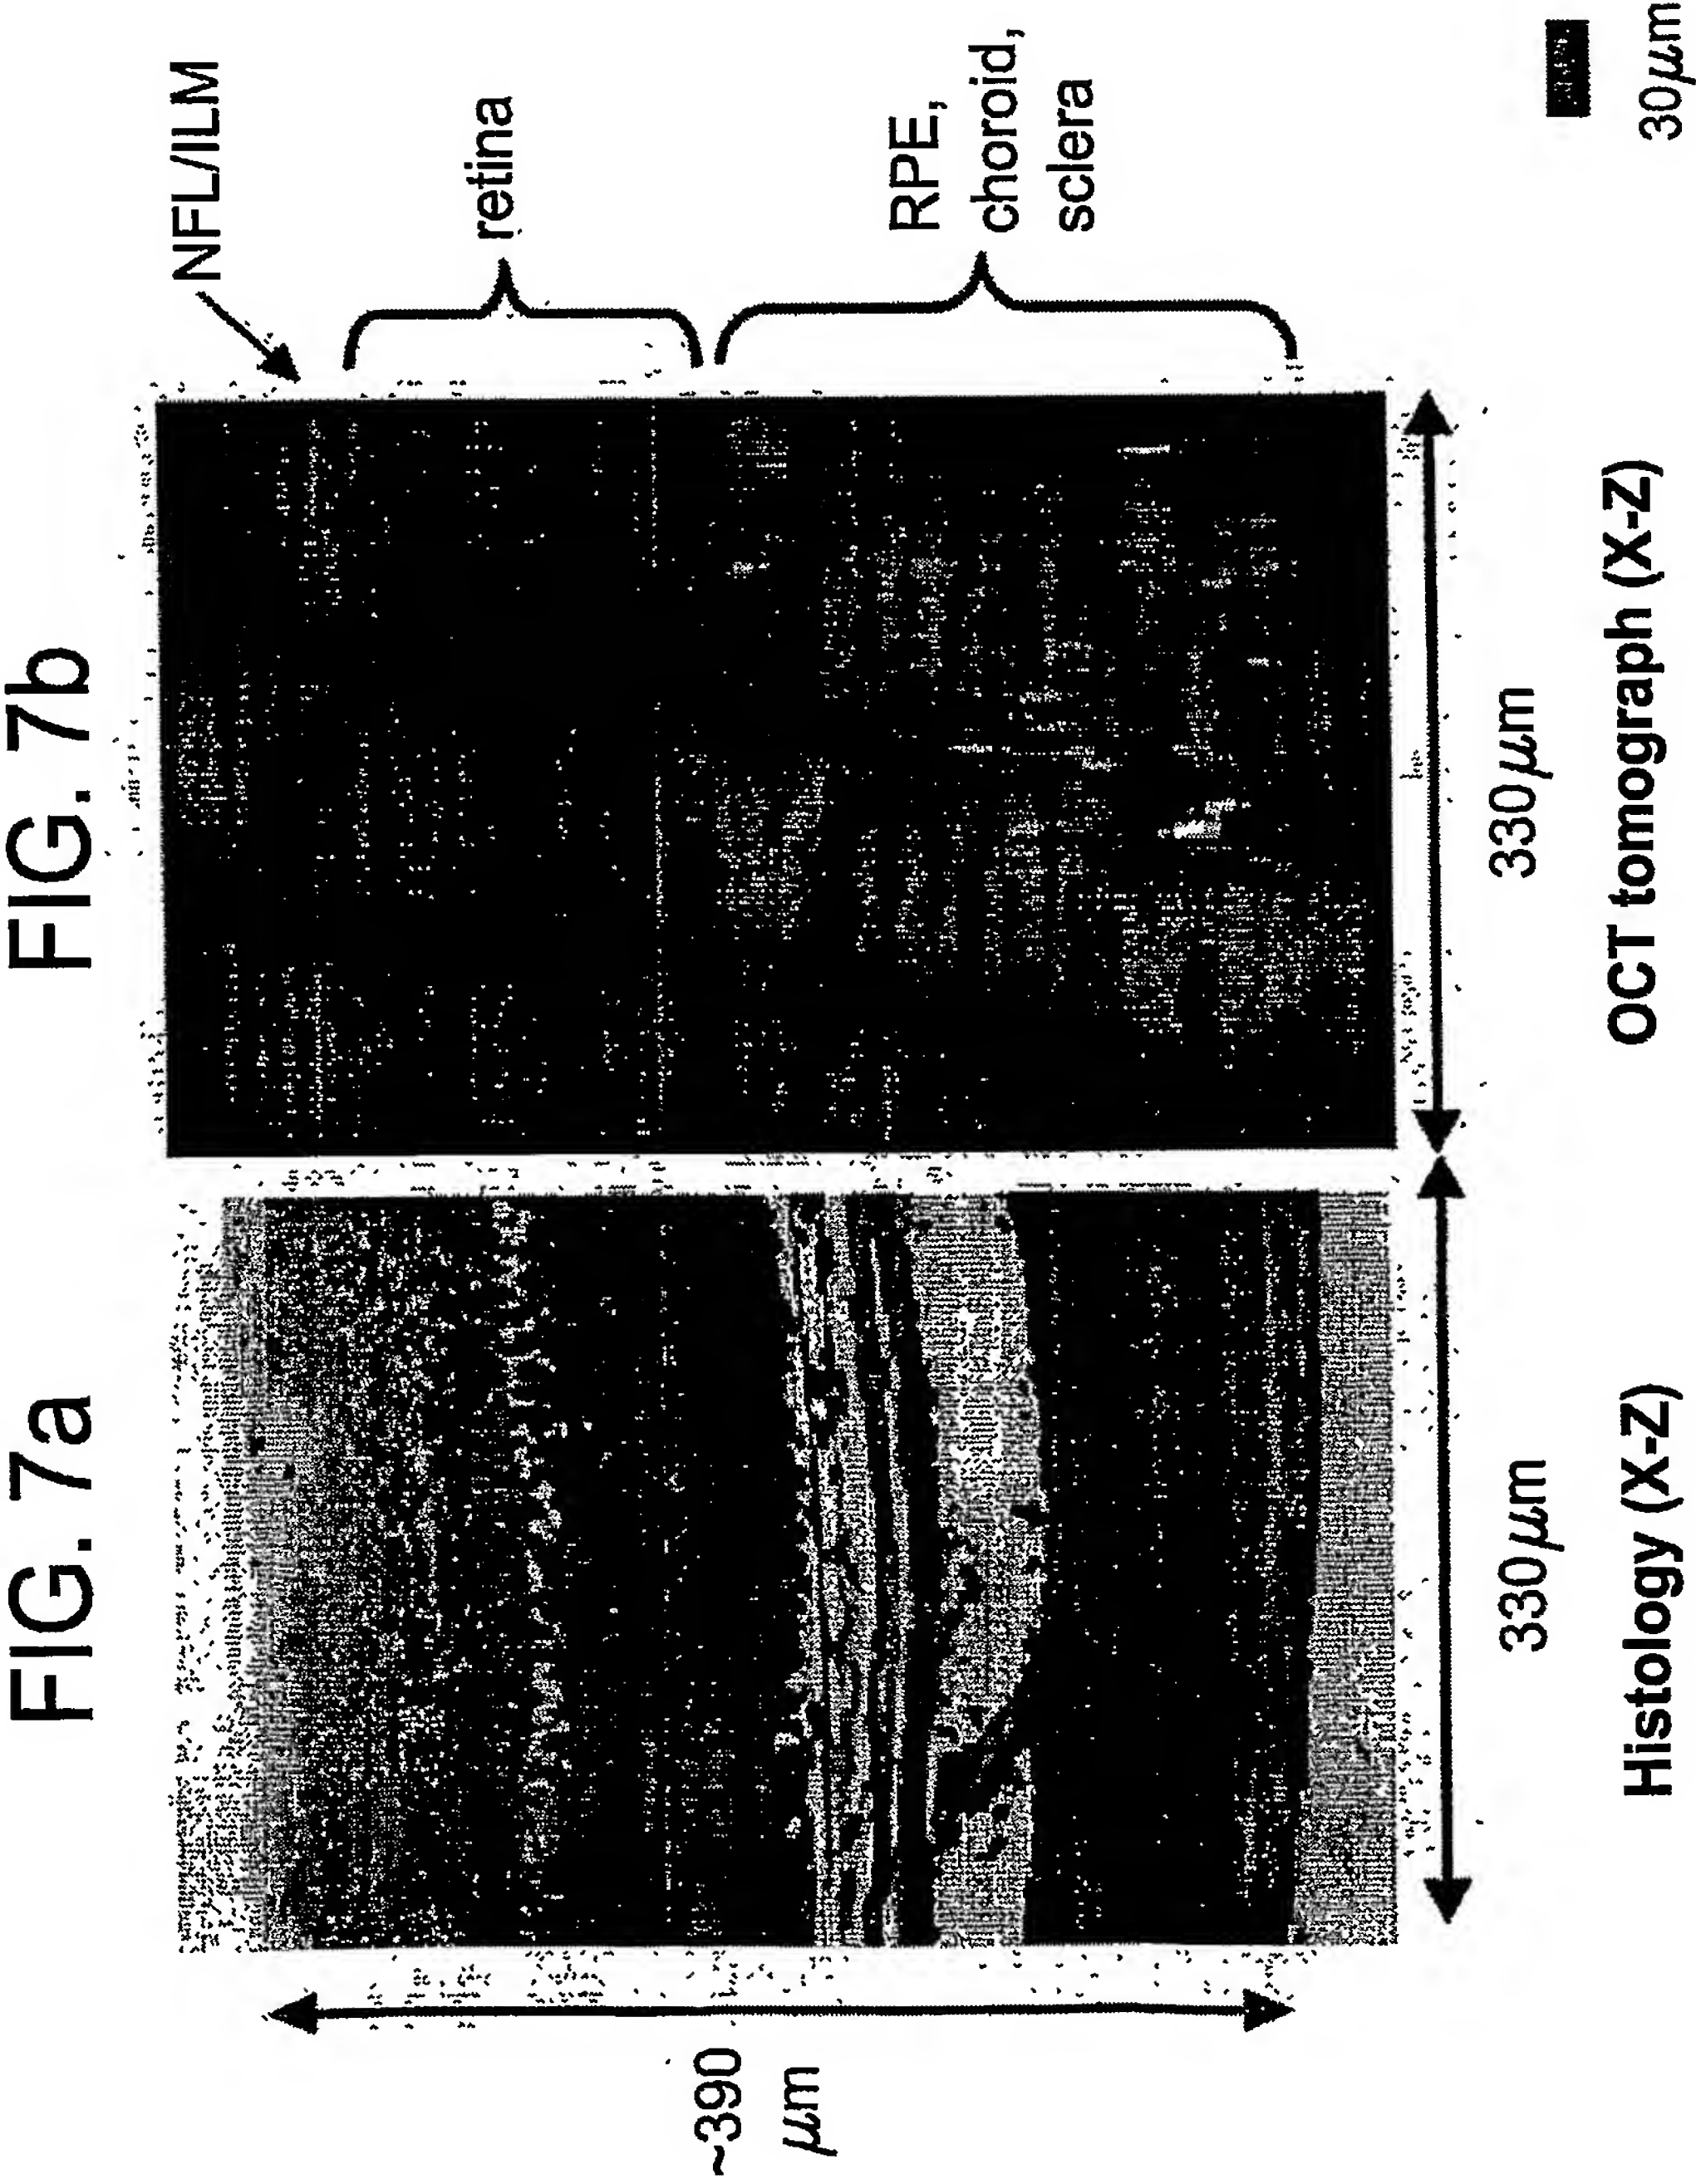 FIG. 7a
FIG. 7b
~390
μm
NFL/ILM
retina
RPE,
choroid,
sclera
330μm
330μm
30μm
Histology (X-Z)
OCT tomograph (X-Z)